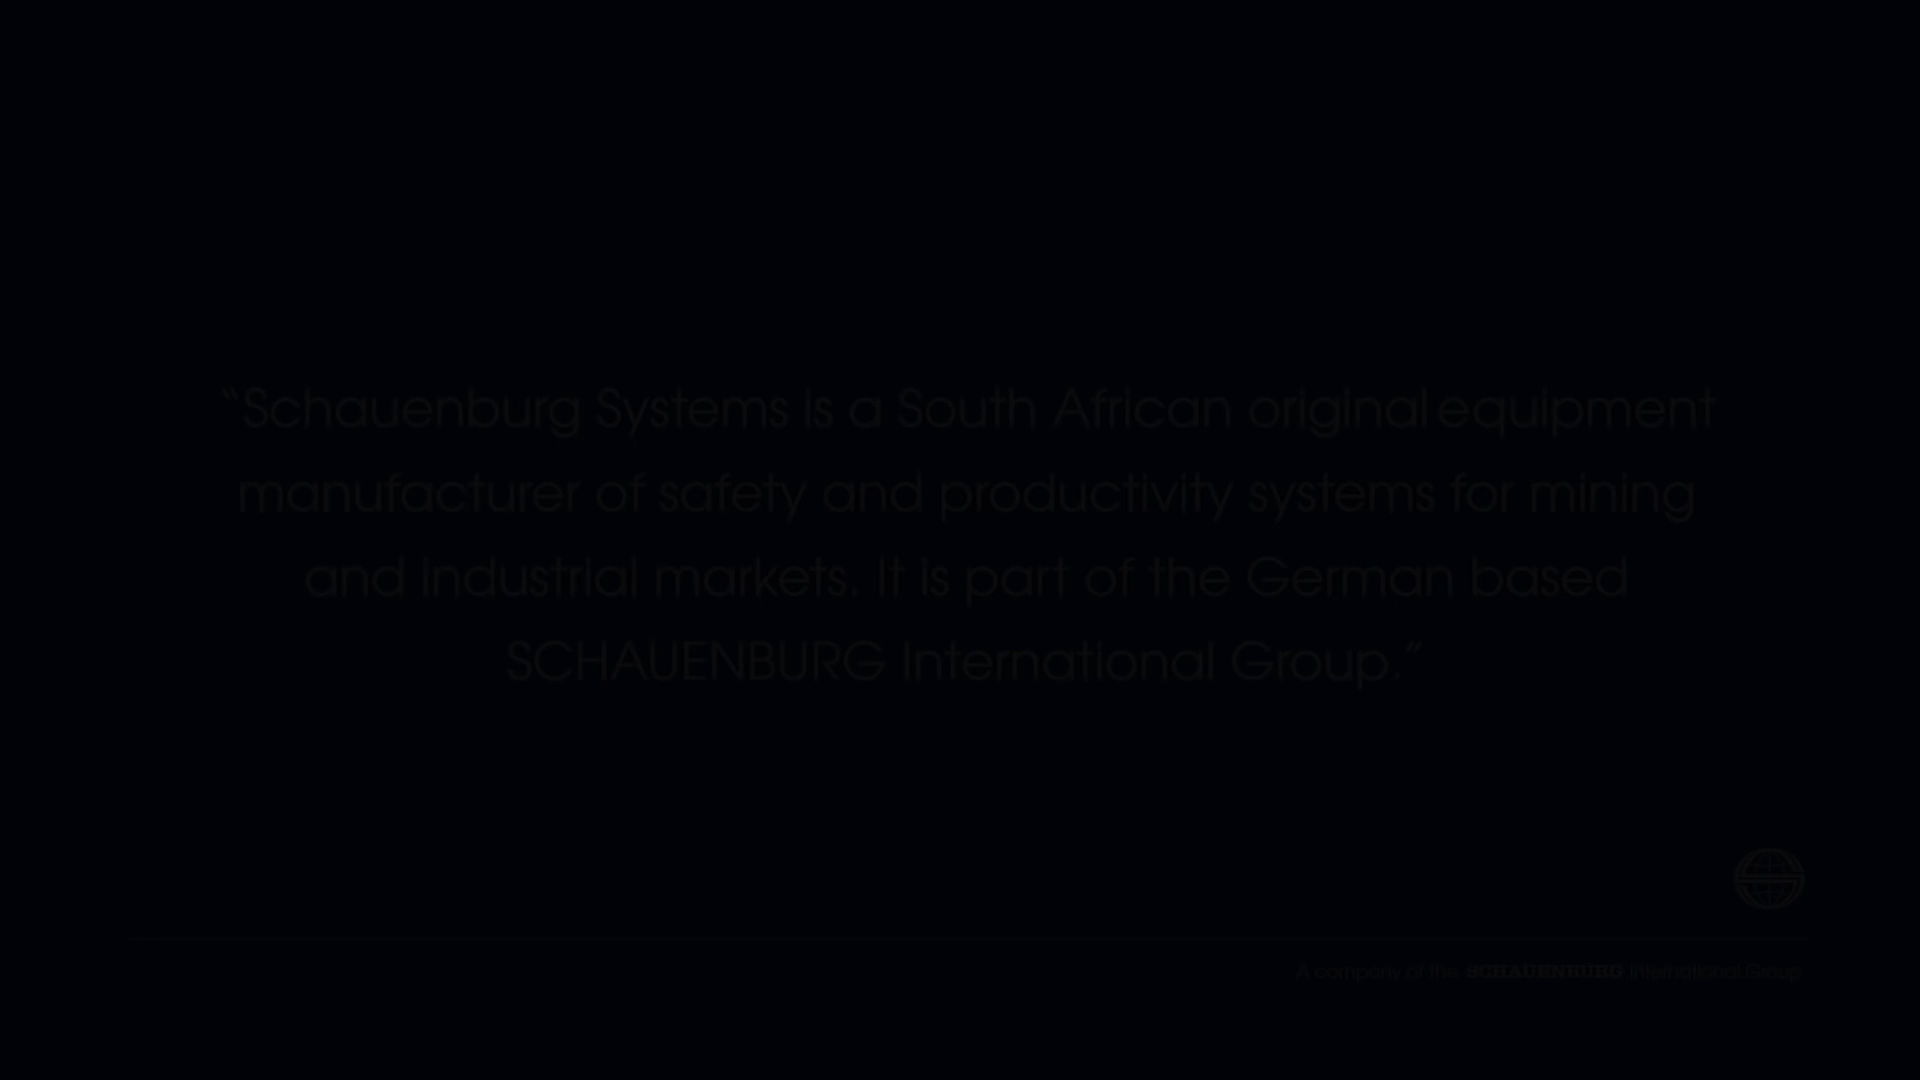 “Schauenburg Systems is a South African original equipment
manufacturer of safety and productivity systems for mining
and industrial markets. It is part of the German based
SCHAUENBURG International Group.”
A company of the SCHAUENBURG International Group